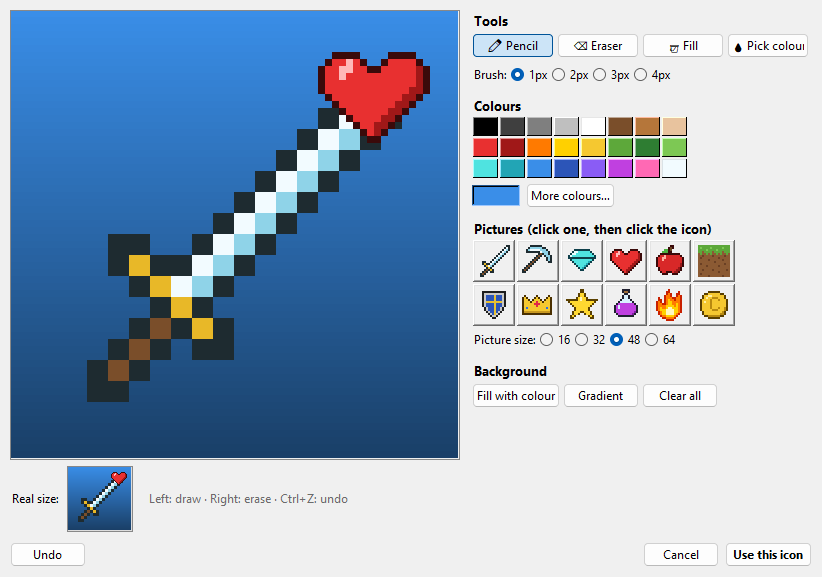 Tools
Pencil
Eraser
Fill
Pick colour
Brush: 1px 2px 3px 4px
Colours
More colours...
Pictures (click one, then click the icon)
C
Picture size: 16 32 48 64
Background
Fill with colour
Gradient
Clear all
Real size:
Left: draw · Right: erase · Ctrl+Z: undo
Undo
Cancel
Use this icon